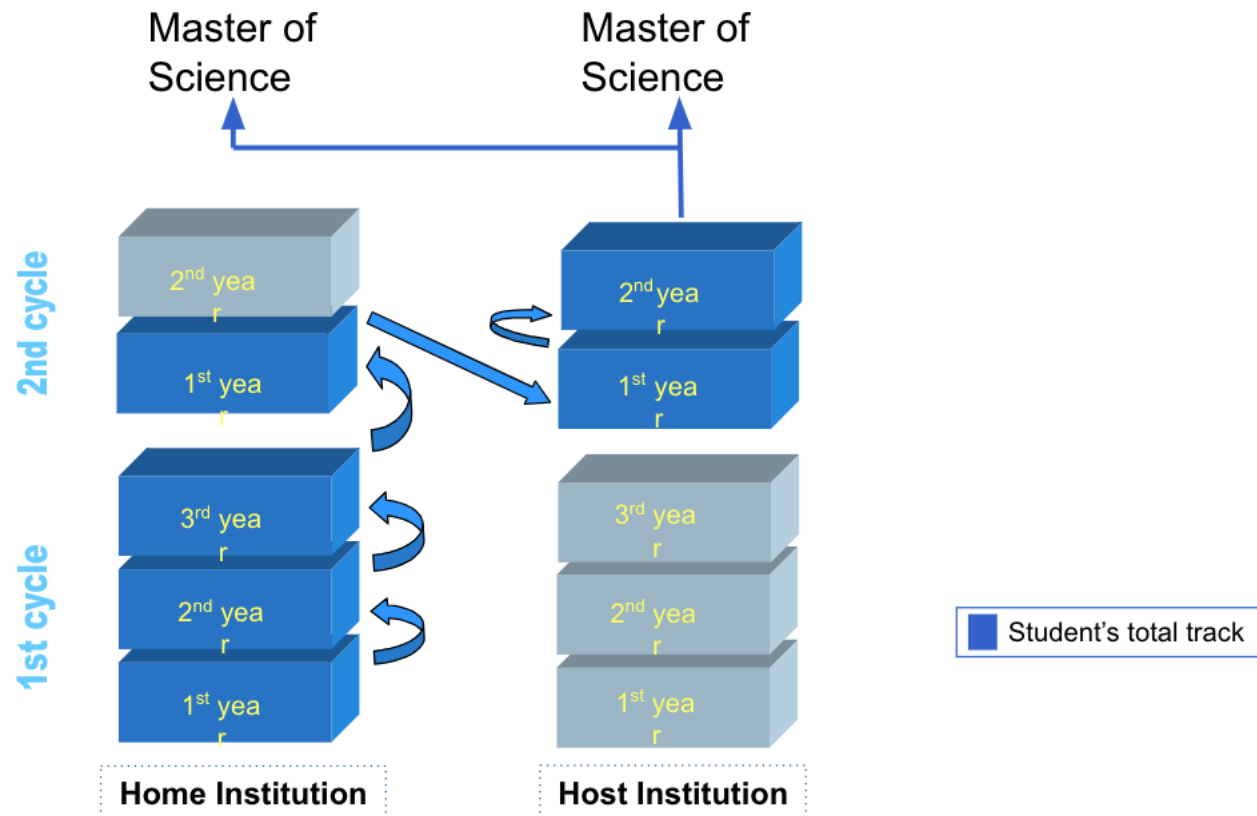 Master of
Science
Master of
Science
2nd cycle
2nd yea
r
2nd yea
r
1st yea
r
1st yea
r
1st cycle
3rd yea
r
3rd yea
r
2nd yea
r
2nd yea
r
1st yea
r
1st yea
r
Student's total track
Home Institution
Host Institution